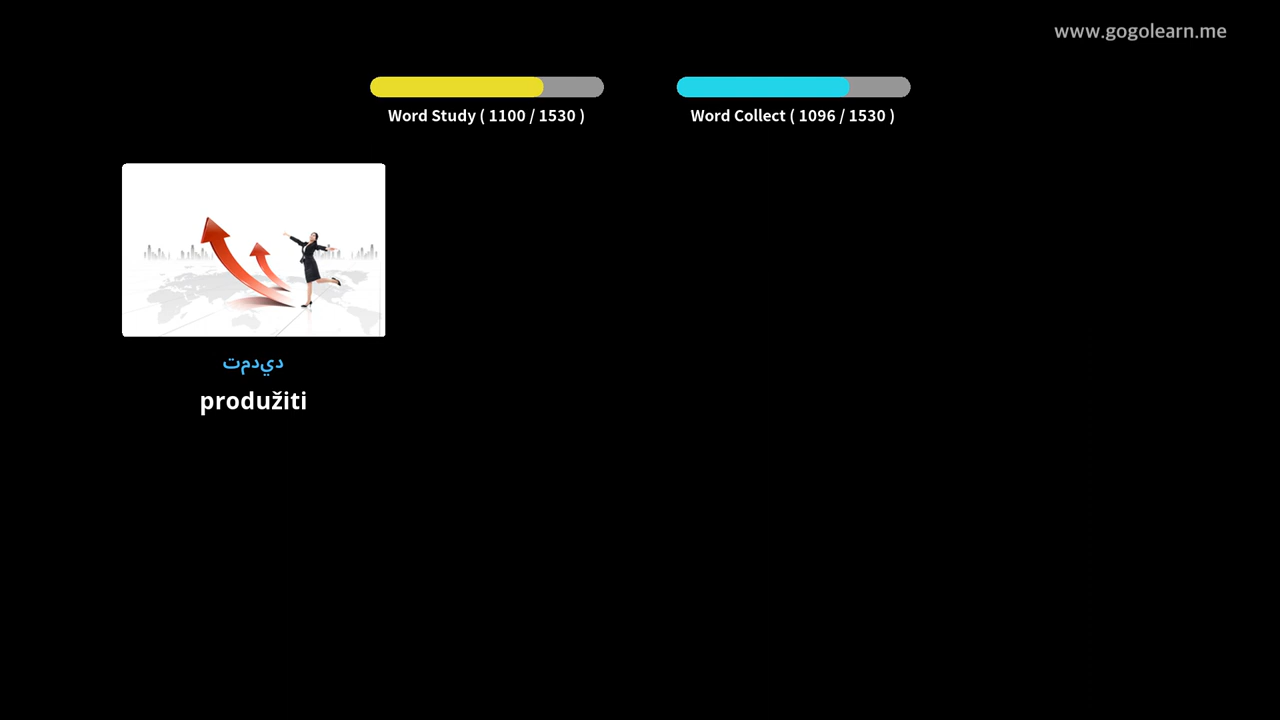 www.gogolearn.me
Word Study ( 1100 / 1530 )
Word Collect ( 1096 / 1530 )
تمديد
produžiti